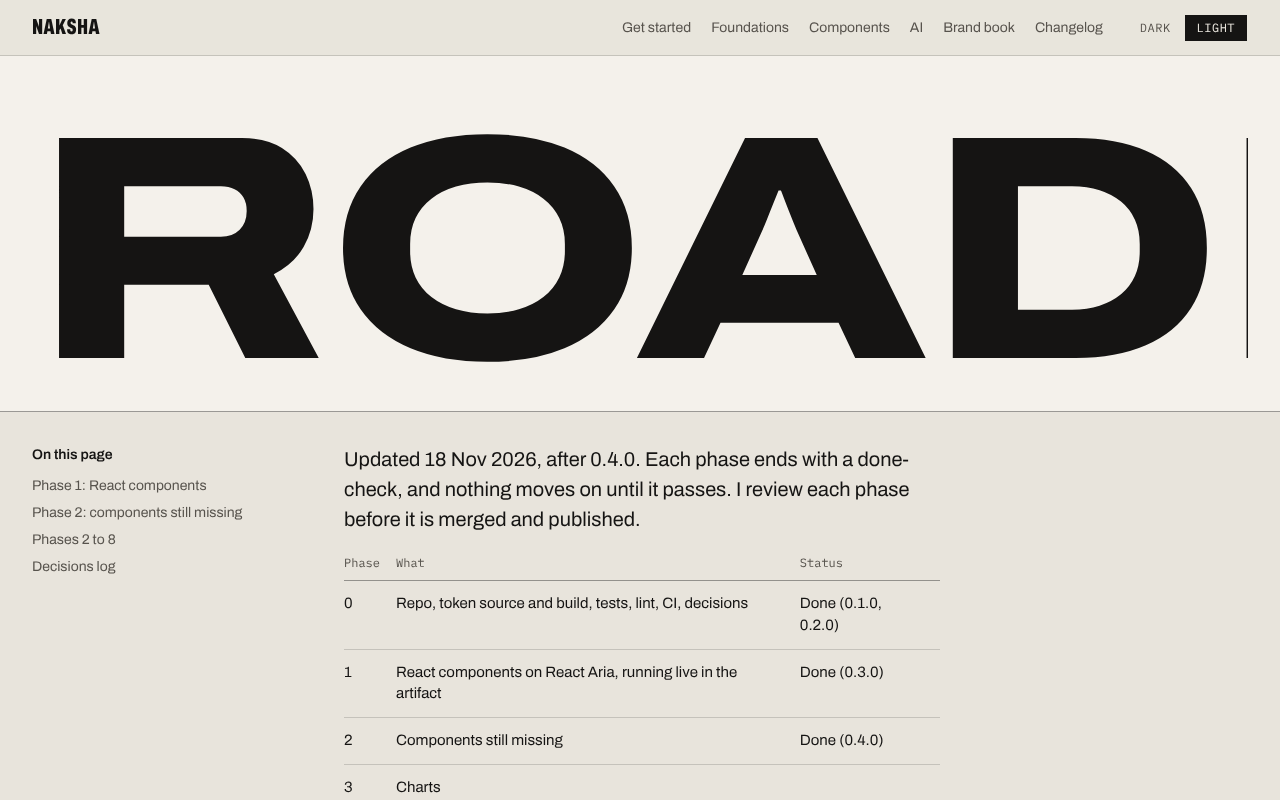 NAKSHA
Get started Foundations Components AI Brand book Changelog DARK LIGHT
ROAD
On this page
Phase 1: React components
Phase 2: components still missing
Phases 2 to 8
Decisions log
Updated 18 Nov 2026, after 0.4.0. Each phase ends with a done-
check, and nothing moves on until it passes. I review each phase
before it is merged and published.
Phase What Status
0 Repo, token source and build, tests, lint, CI, decisions Done (0.1.0,
0.2.0)
1 React components on React Aria, running live in the Done (0.3.0)
artifact
2 Components still missing Done (0.4.0)
3 Charts